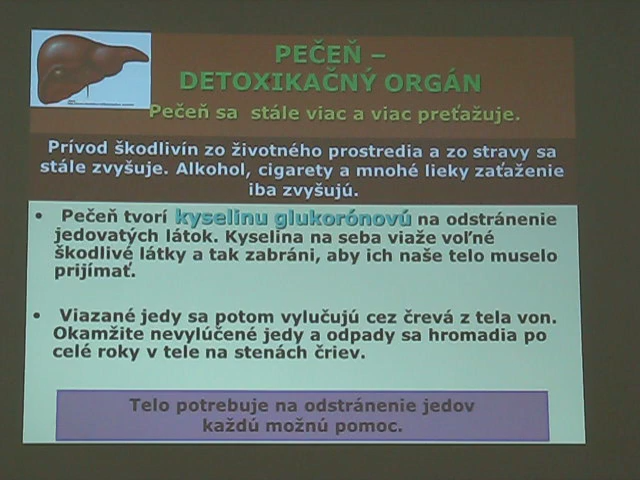 PEČEŇ –
DETOXIKAČNÝ ORGÁN
Pečeň sa stále viac a viac preťažuje.
Prívod škodlivín zo životného prostredia a zo stravy sa
stále zvyšuje. Alkohol, cigarety a mnohé lieky zaťaženie
iba zvyšujú.
• Pečeň tvorí kyselinu glukorónovú na odstránenie
jedovatých látok. Kyselina na seba viaže voľné
škodlivé látky a tak zabráni, aby ich naše telo muselo
prijímať.
• Viazané jedy sa potom vylučujú cez črevá z tela von.
Okamžite nevylúčené jedy a odpady sa hromadia po
celé roky v tele na stenách čriev.
Telo potrebuje na odstránenie jedov
každú možnú pomoc.